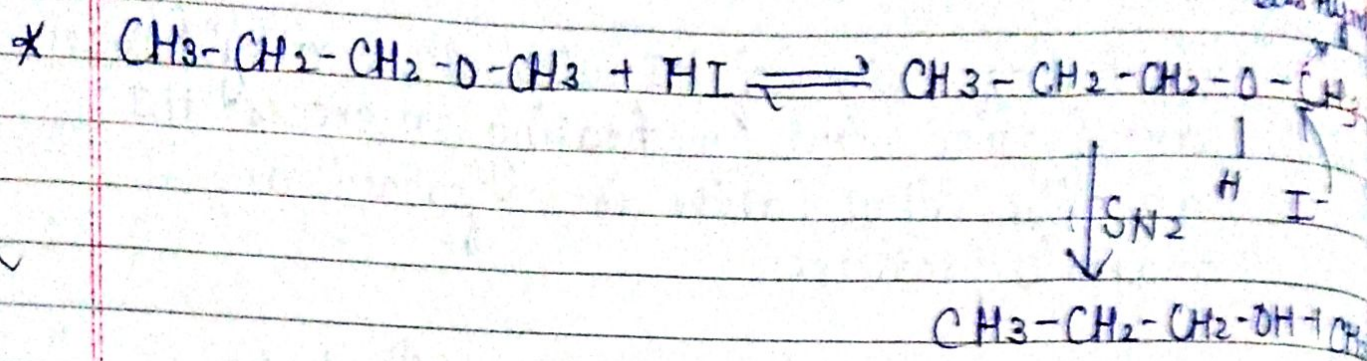 * CH3-CH2-CH2-O-CH3 + HI ⇌ CH3-CH2-CH2-O-CH3
H I-
↓ SN2
CH3-CH2-CH2-OH + CH